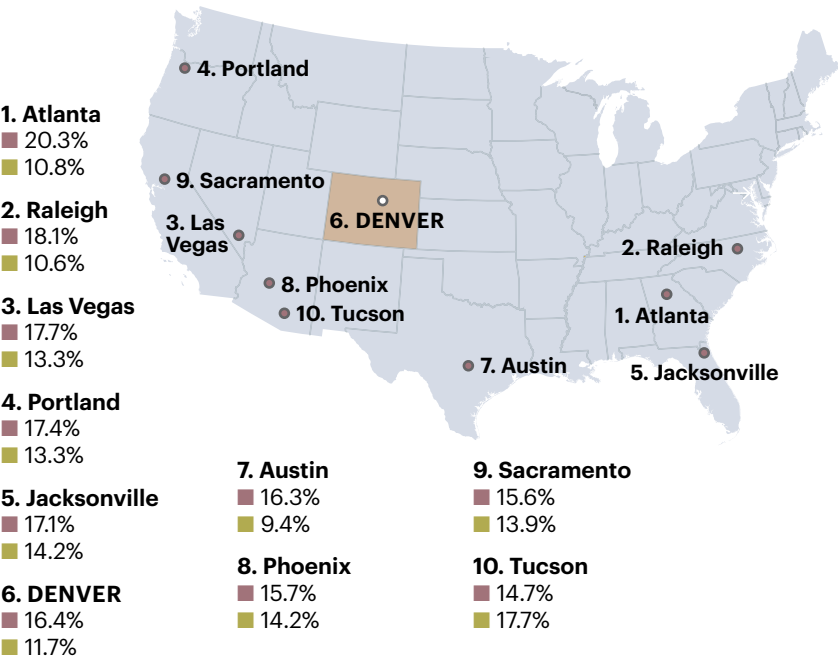 4. Portland
9. Sacramento
3. Las
Vegas
6. DENVER
8. Phoenix
10. Tucson
2. Raleigh
1. Atlanta
7. Austin
5. Jacksonville
1. Atlanta
20.3%
10.8%
2. Raleigh
18.1%
10.6%
3. Las Vegas
17.7%
13.3%
4. Portland
17.4%
13.3%
5. Jacksonville
17.1%
14.2%
6. DENVER
16.4%
11.7%
7. Austin
16.3%
9.4%
8. Phoenix
15.7%
14.2%
9. Sacramento
15.6%
13.9%
10. Tucson
14.7%
17.7%